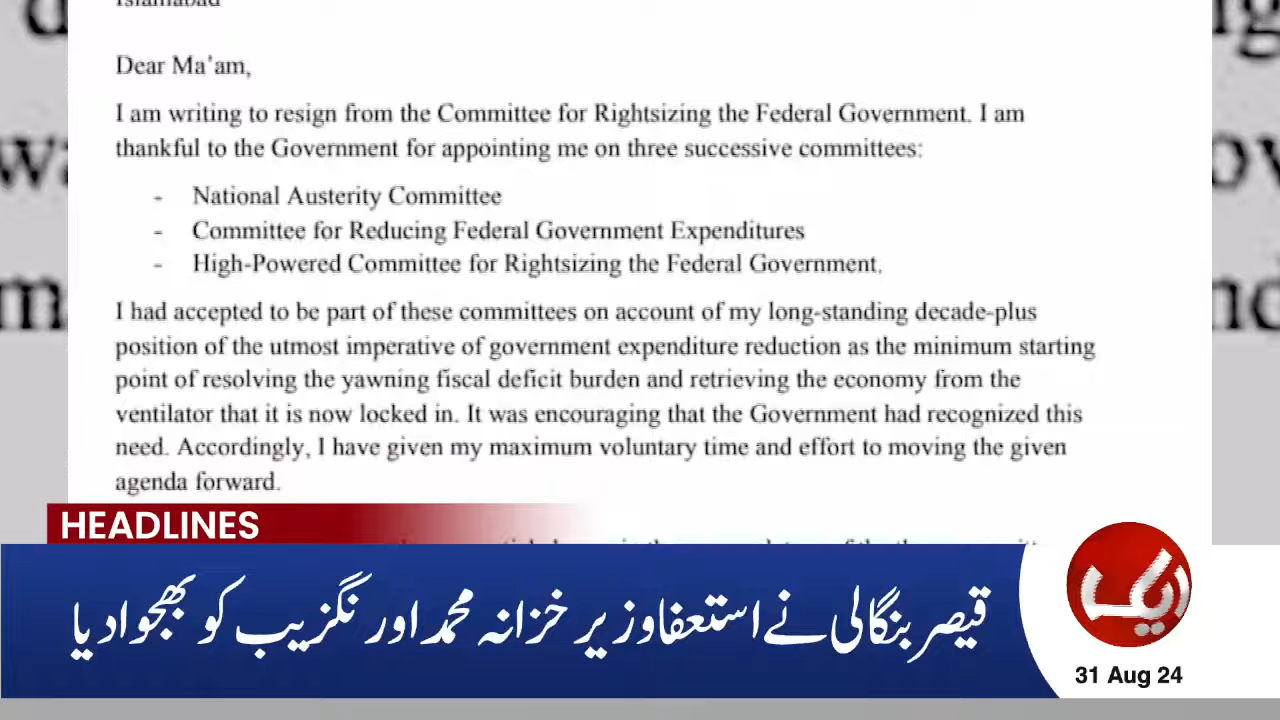 Islamabad
Dear Ma'am,
I am writing to resign from the Committee for Rightsizing the Federal Government. I am
thankful to the Government for appointing me on three successive committees:
- National Austerity Committee
- Committee for Reducing Federal Government Expenditures
- High-Powered Committee for Rightsizing the Federal Government.
I had accepted to be part of these committees on account of my long-standing decade-plus
position of the utmost imperative of government expenditure reduction as the minimum starting
point of resolving the yawning fiscal deficit burden and retrieving the economy from the
ventilator that it is now locked in. It was encouraging that the Government had recognized this
need. Accordingly, I have given my maximum voluntary time and effort to moving the given
agenda forward.
HEADLINES
قیصر بنگالی نے استعفا وزیر خزانہ محمد اورنگزیب کو بھجوا دیا
ایک
31 Aug 24